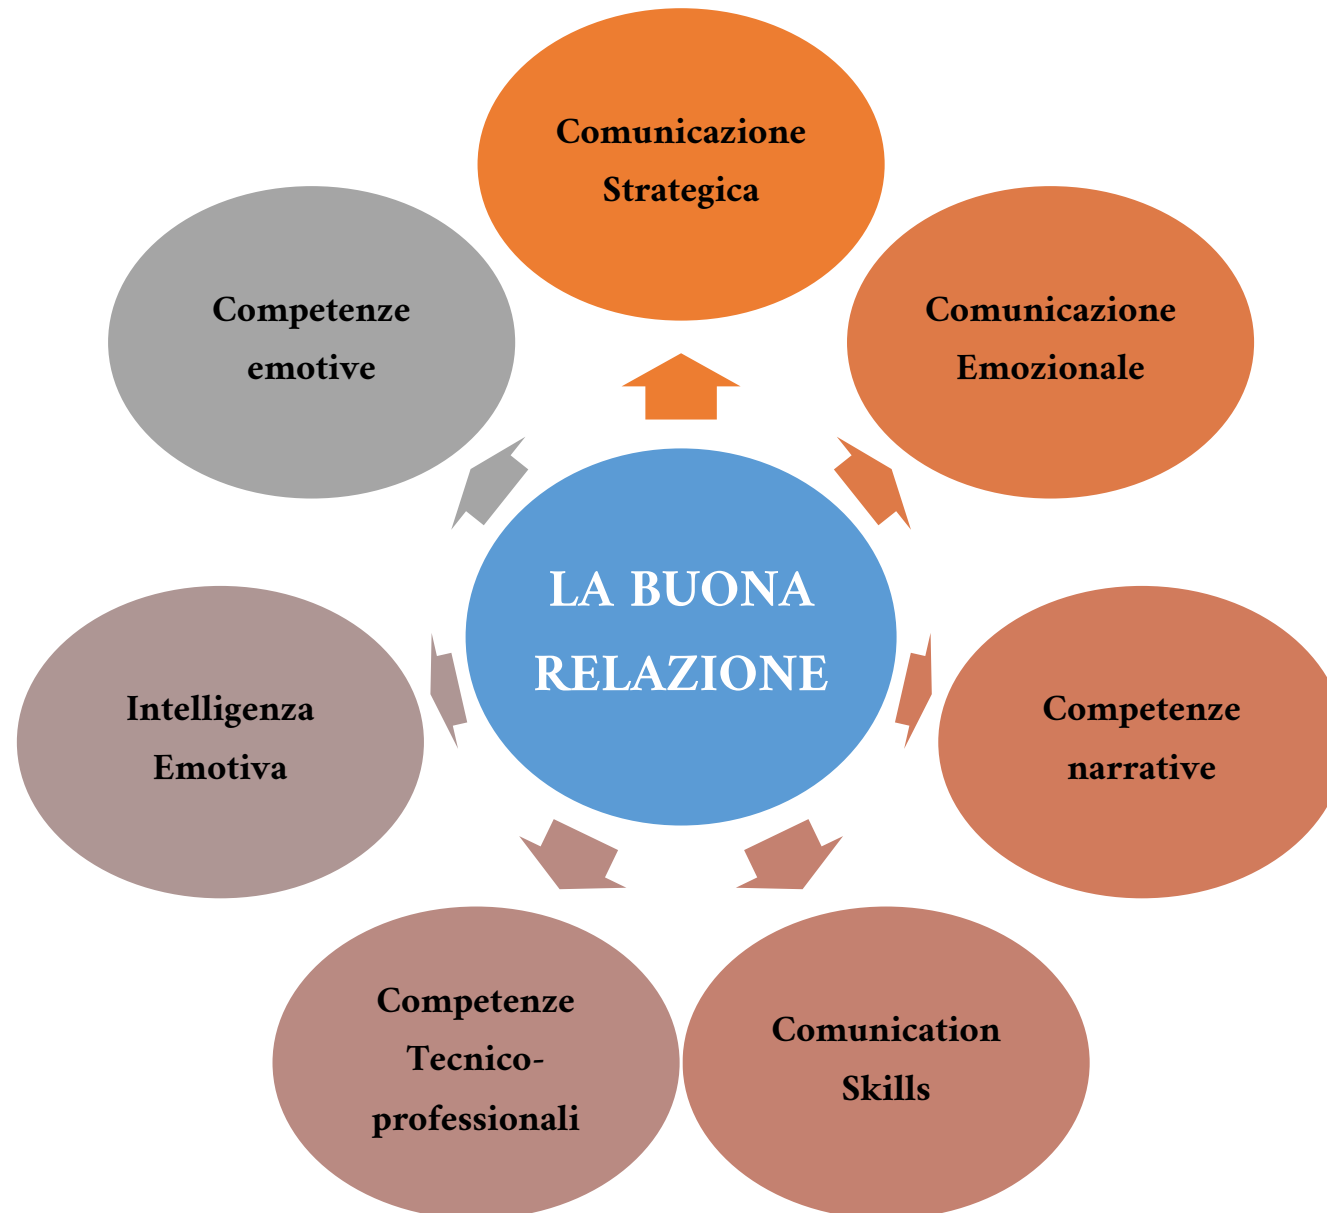 Comunicazione
Strategica
Comunicazione
Emozionale
Competenze
narrative
Comunication
Skills
Competenze
Tecnico-
professionali
Intelligenza
Emotiva
Competenze
emotive
LA BUONA
RELAZIONE